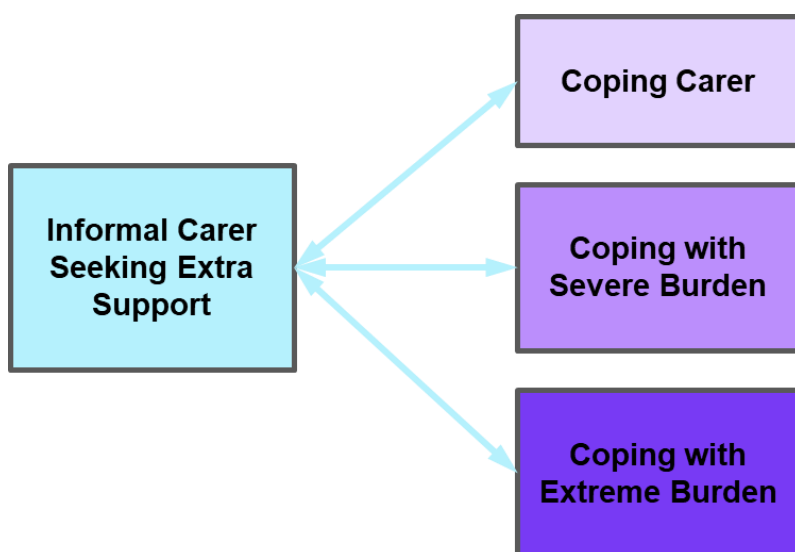 Informal Carer
Seeking Extra
Support
Coping Carer
Coping with
Severe Burden
Coping with
Extreme Burden